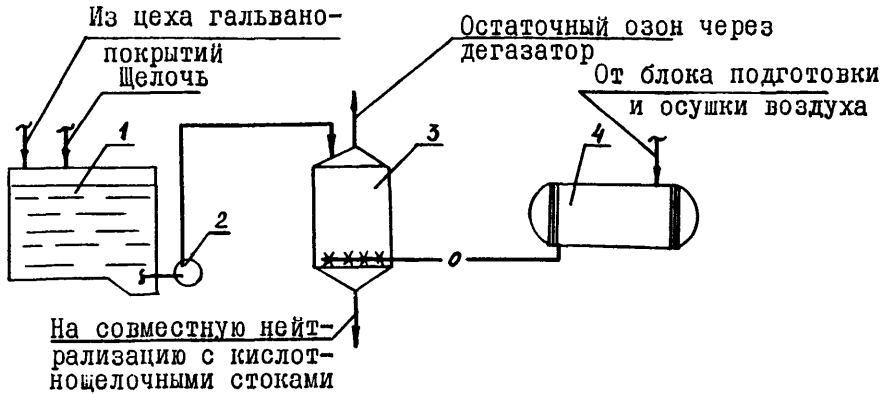 Из цеха гальвано-
покрытий
Щелочь
Остаточный озон через
дегазатор
От блока подготовки
и осушки воздуха
1
2
3
4
О
На совместную нейт-
рализацию с кислот-
нощелочными стоками